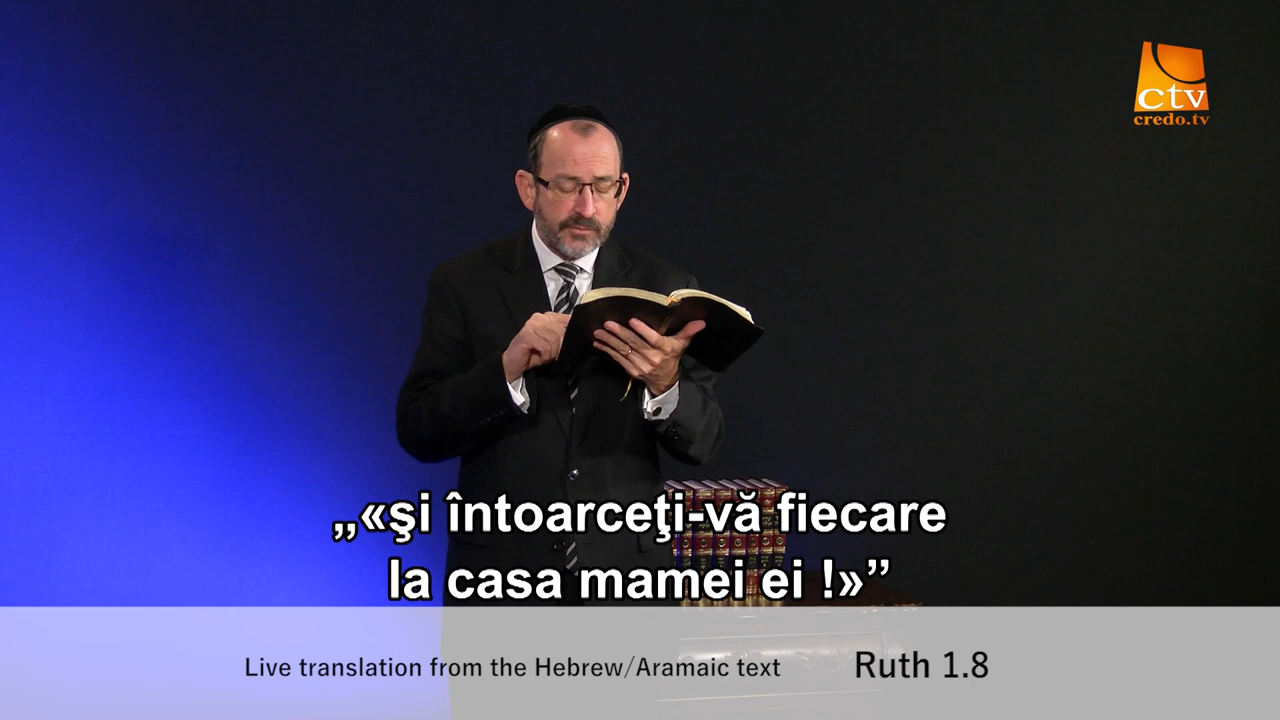 ctv
credo.tv
„«şi întoarceţi-vă fiecare
la casa mamei ei !»”
Live translation from the Hebrew/Aramaic text
Ruth 1.8